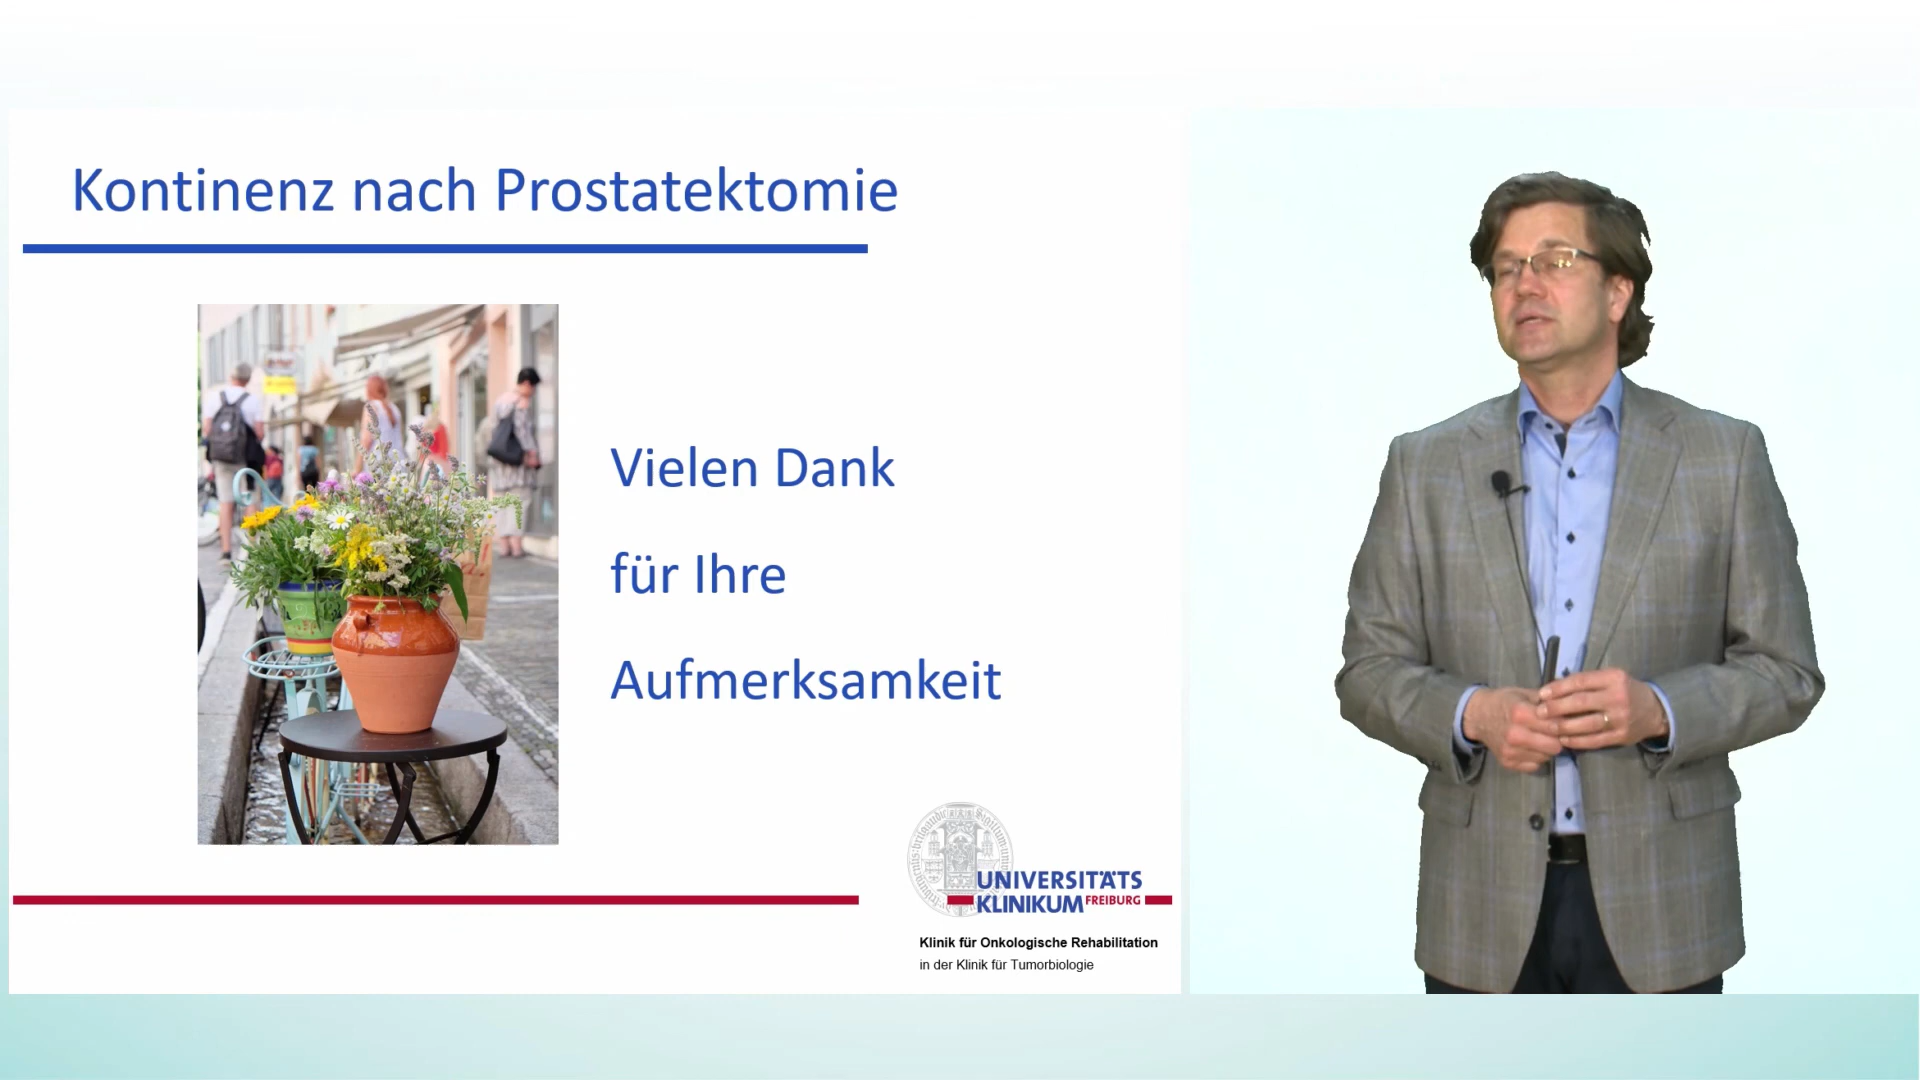 Kontinenz nach Prostatektomie
Vielen Dank
für Ihre
Aufmerksamkeit
UNIVERSITÄTS
KLINIKUM FREIBURG
Klinik für Onkologische Rehabilitation
in der Klinik für Tumorbiologie